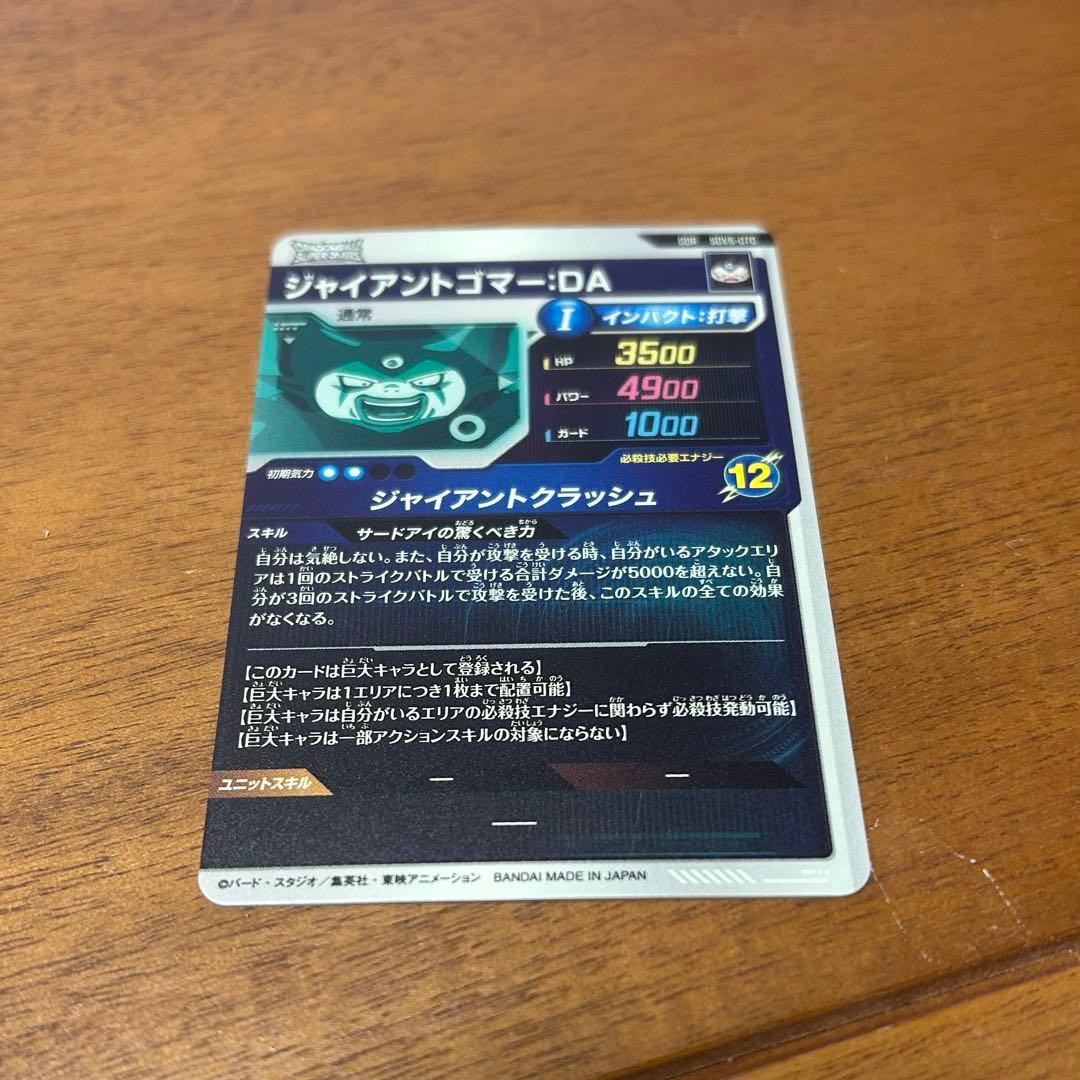 DRAGONBALL
SUPER DIVERS
ジャイアントゴマー:DA
通常
I インパクト:打撃
HP 3500
パワー 4900
ガード 1000
初期気力
必殺技必要エナジー
12
ジャイアントクラッシュ
スキル サードアイの驚くべき力
自分は気絶しない。また、自分が攻撃を受ける時、自分がいるアタックエリ
アは1回のストライクバトルで受ける合計ダメージが5000を超えない。自
分が3回のストライクバトルで攻撃を受けた後、このスキルの全ての効果
がなくなる。
【このカードは巨大キャラとして登録される】
【巨大キャラは1エリアにつき1枚まで配置可能】
【巨大キャラは自分がいるエリアの必殺技エナジーに関わらず必殺技発動可能】
【巨大キャラは一部アクションスキルの対象にならない】
ユニットスキル — —
—
©バード・スタジオ/集英社・東映アニメーション BANDAI MADE IN JAPAN